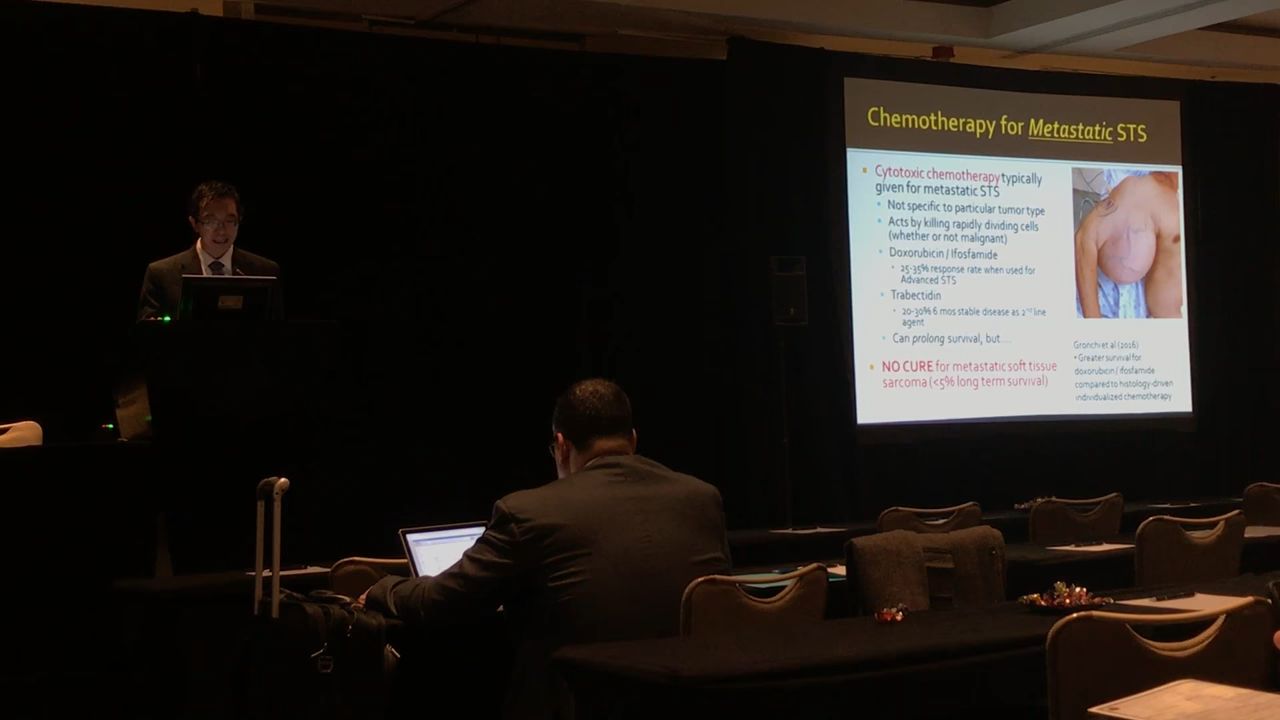 Chemotherapy for Metastatic STS
Cytotoxic chemotherapy typically
given for metastatic STS
Not specific to particular tumor type
Acts by killing rapidly dividing cells
(whether or not malignant)
Doxorubicin / Ifosfamide
25-35% response rate when used for
Advanced STS
Trabectidin
20-30% 6 mos stable disease as 2nd line
agent
Can prolong survival, but....
NO CURE for metastatic soft tissue
sarcoma (<5% long term survival)
Gronchi et al (2016)
• Greater survival for
doxorubicin / ifosfamide
compared to histology-driven
individualized chemotherapy